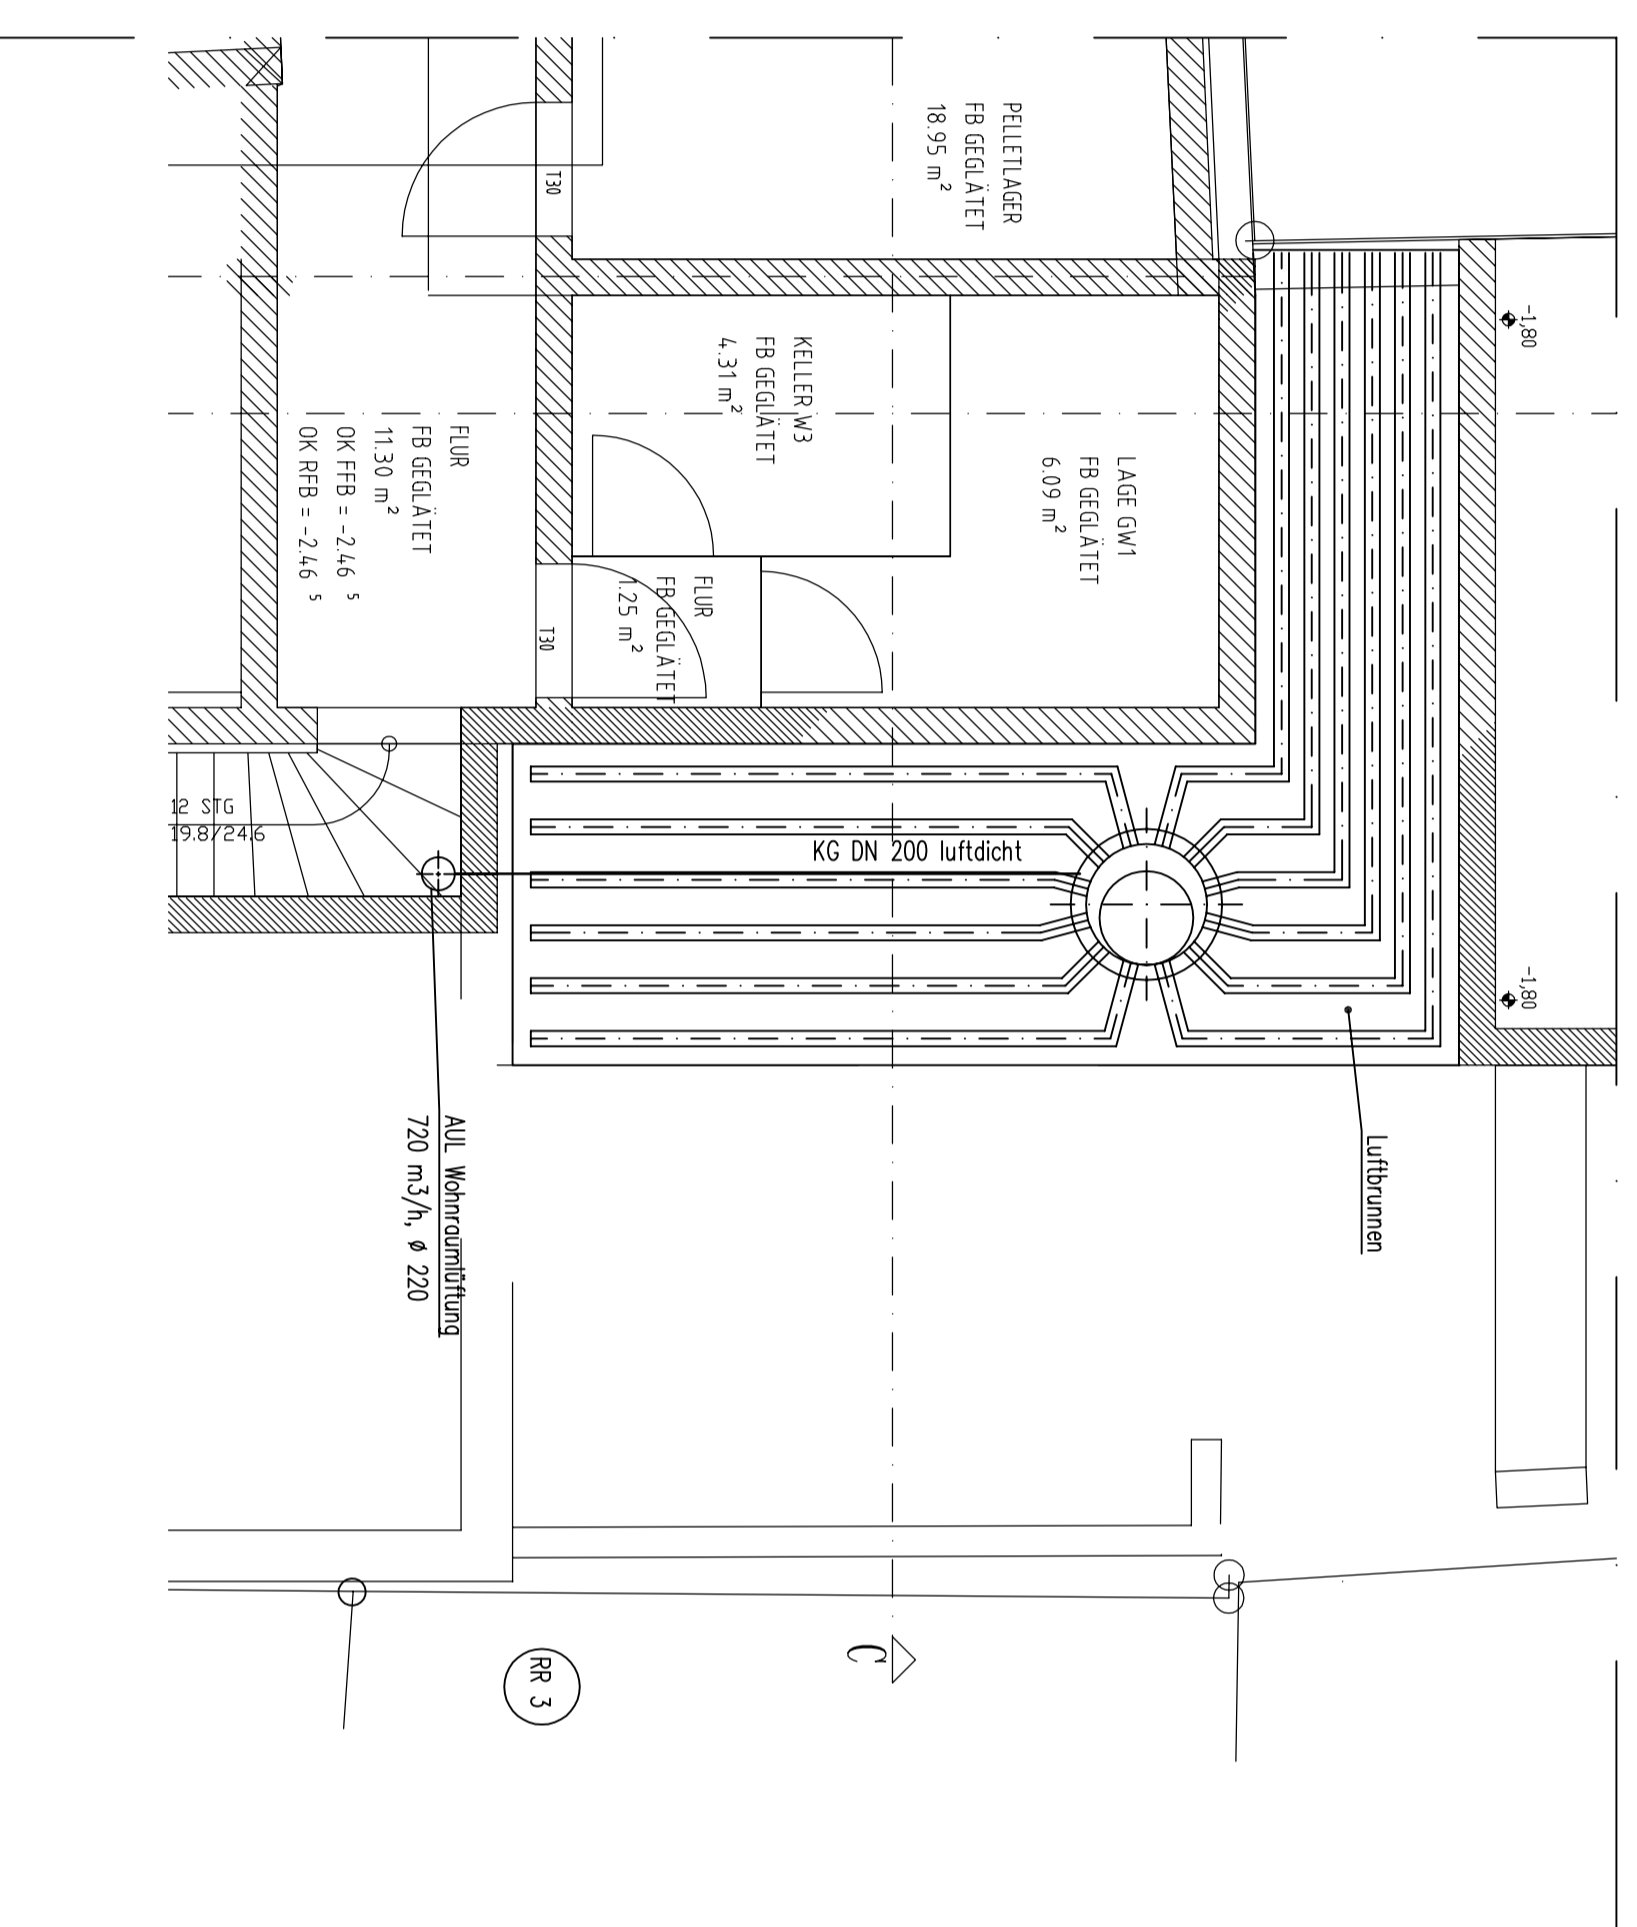 PELLETLAGER
FB GEGLÄTET
18.95 m²
T30
-1,80
KELLER W3
FB GEGLÄTET
4.31 m²
LAGE GW1
FB GEGLÄTET
6.09 m²
FLUR
FB GEGLÄTET
11.30 m²
OK FFB = -2.46 ⁵
OK RFB = -2.46 ⁵
FLUR
FB GEGLÄTET
1.25 m²
T30
12 STG
19.8/24.6
KG DN 200 luftdicht
-1,80
Luftbrunnen
AUL Wohnraumlüftung
720 m3/h, ø 220
C
RR 3